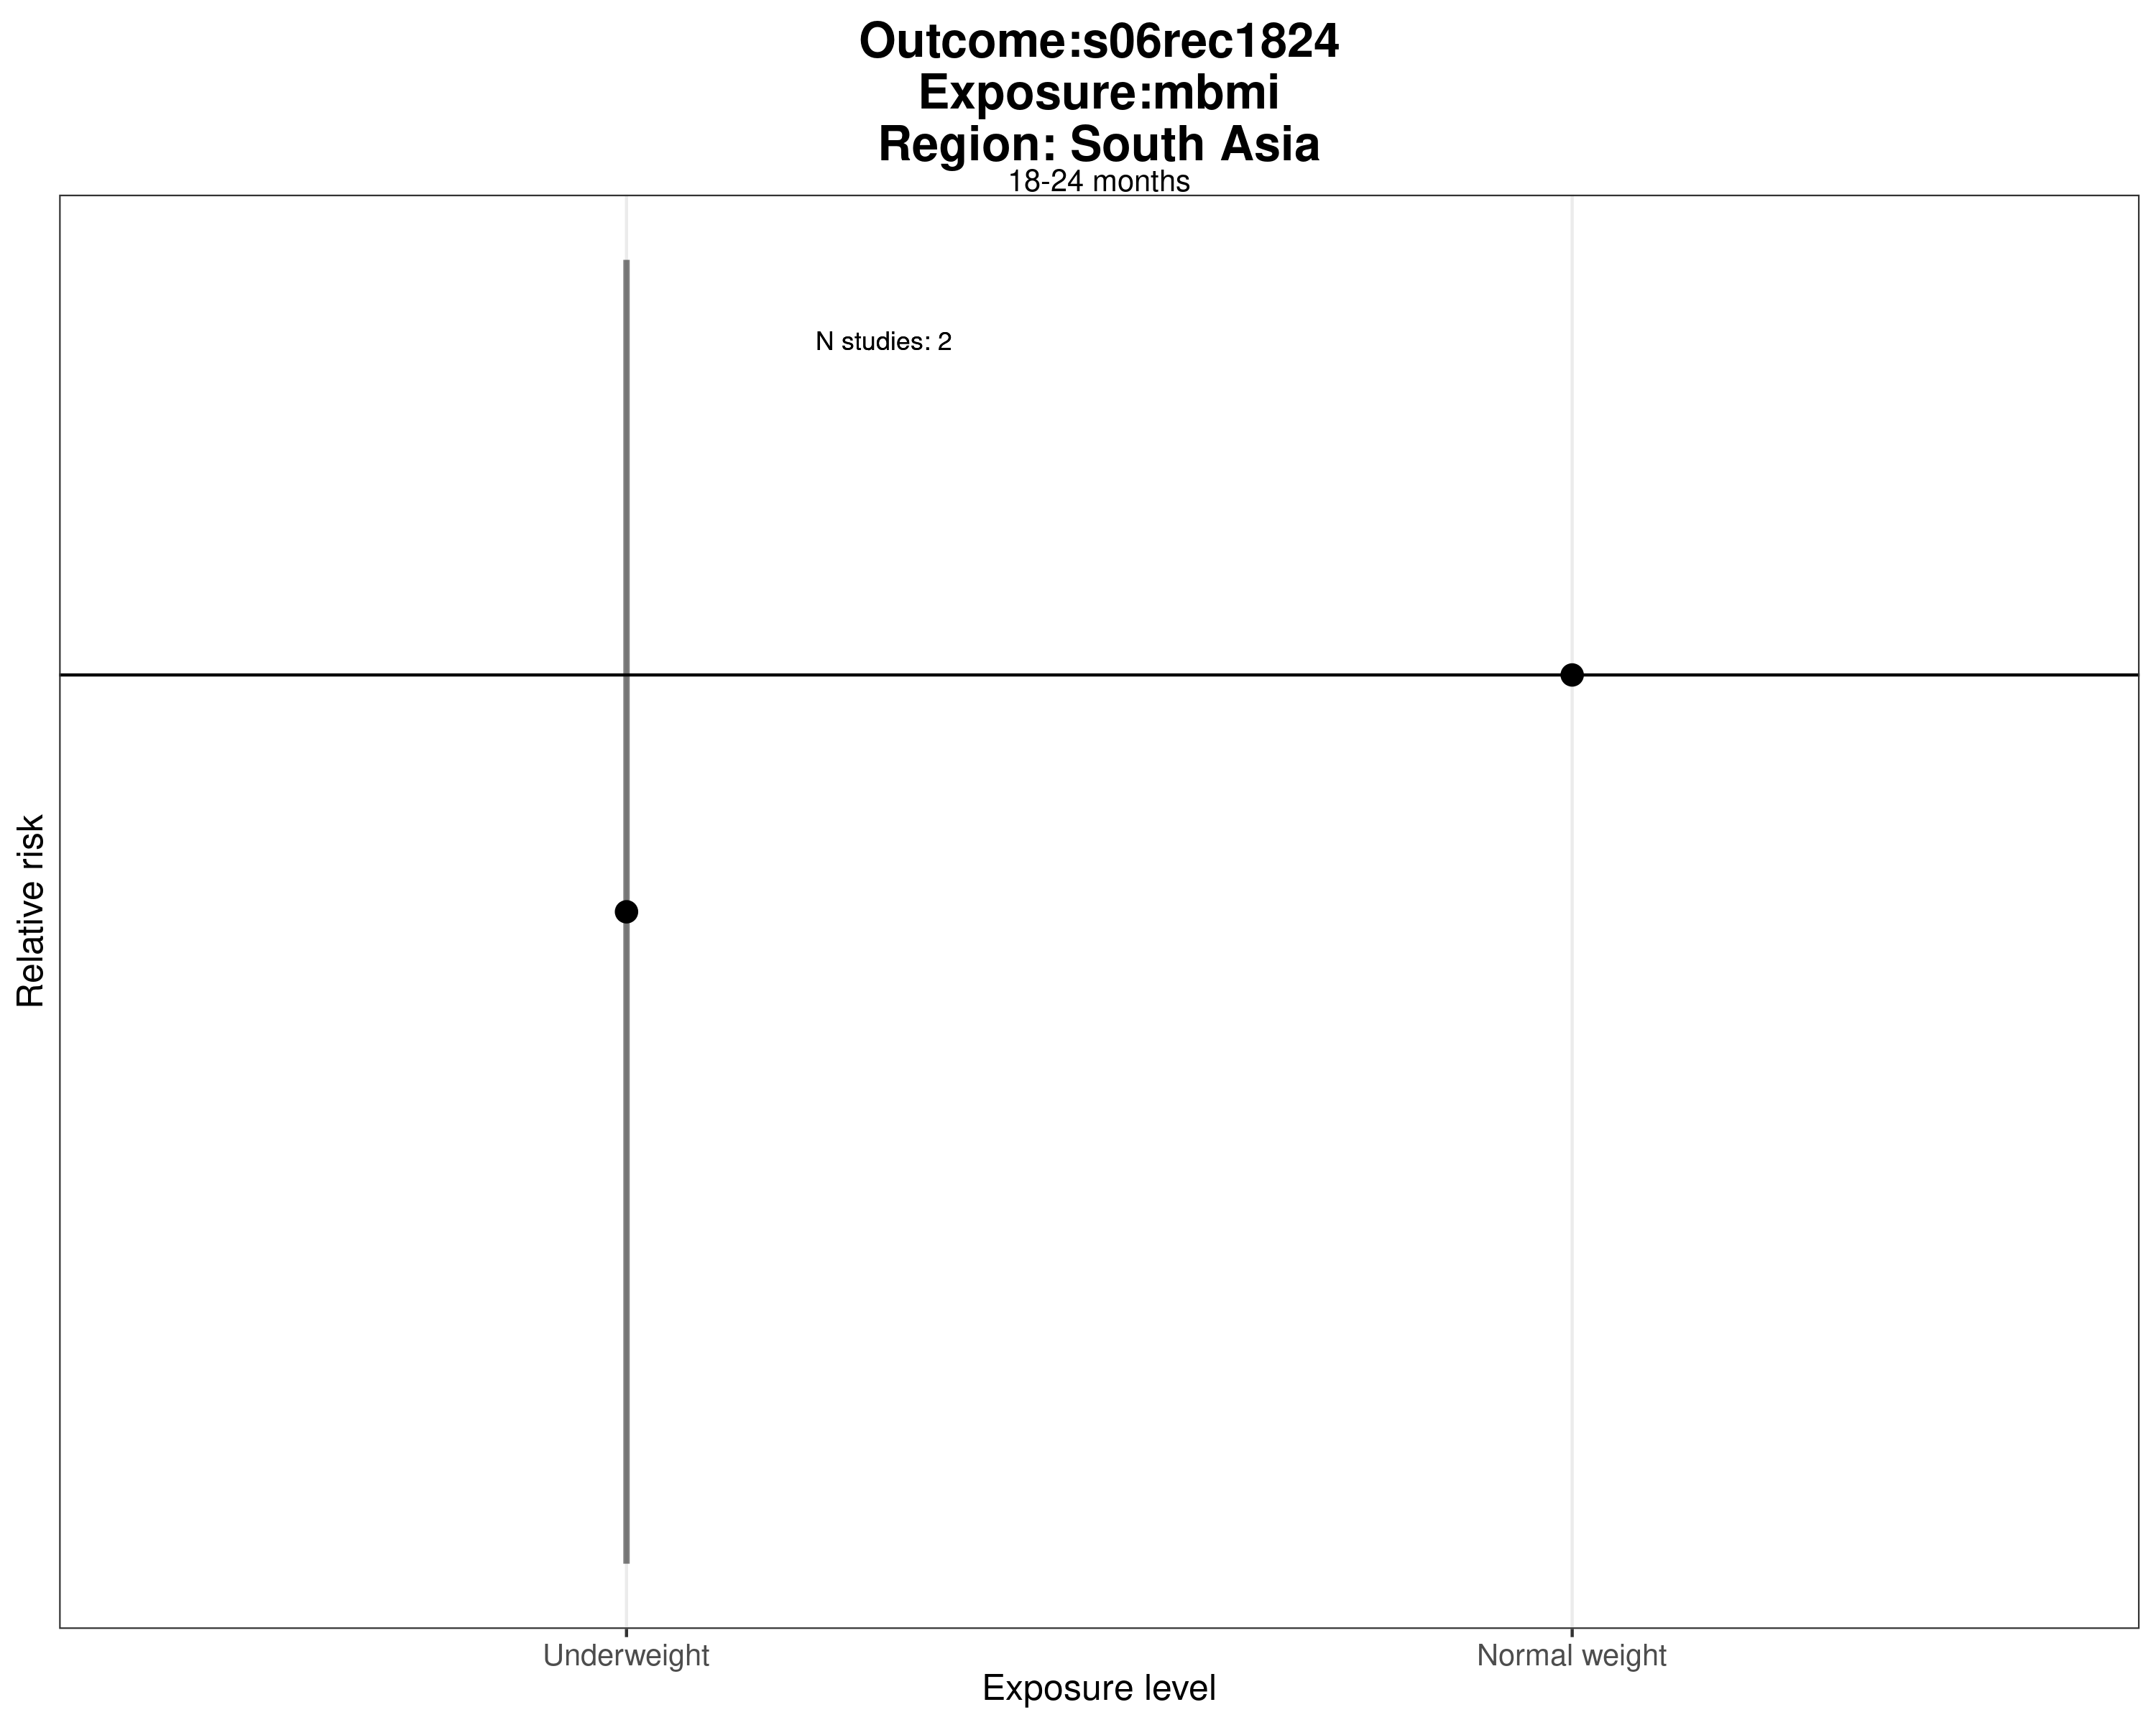 Outcome:s06rec1824
Exposure:mbmi
Region: South Asia
18-24 months
N studies: 2
Relative risk
Underweight
Normal weight
Exposure level